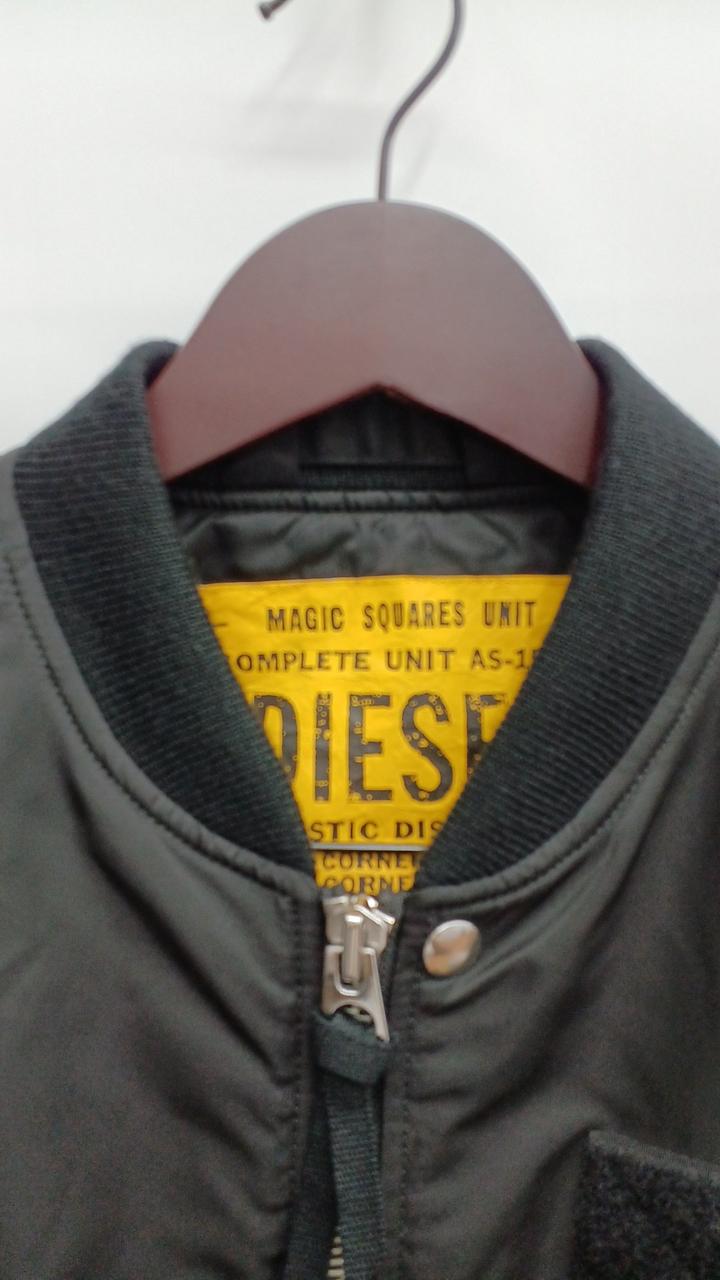 MAGIC SQUARES UNIT
OMPLETE UNIT AS-1
DIESE
STIC DIS
CORNE
CORNE